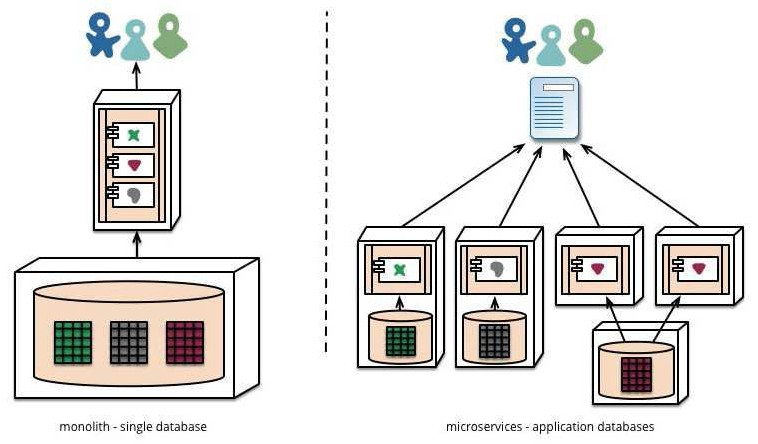 monolith - single database
microservices - application databases